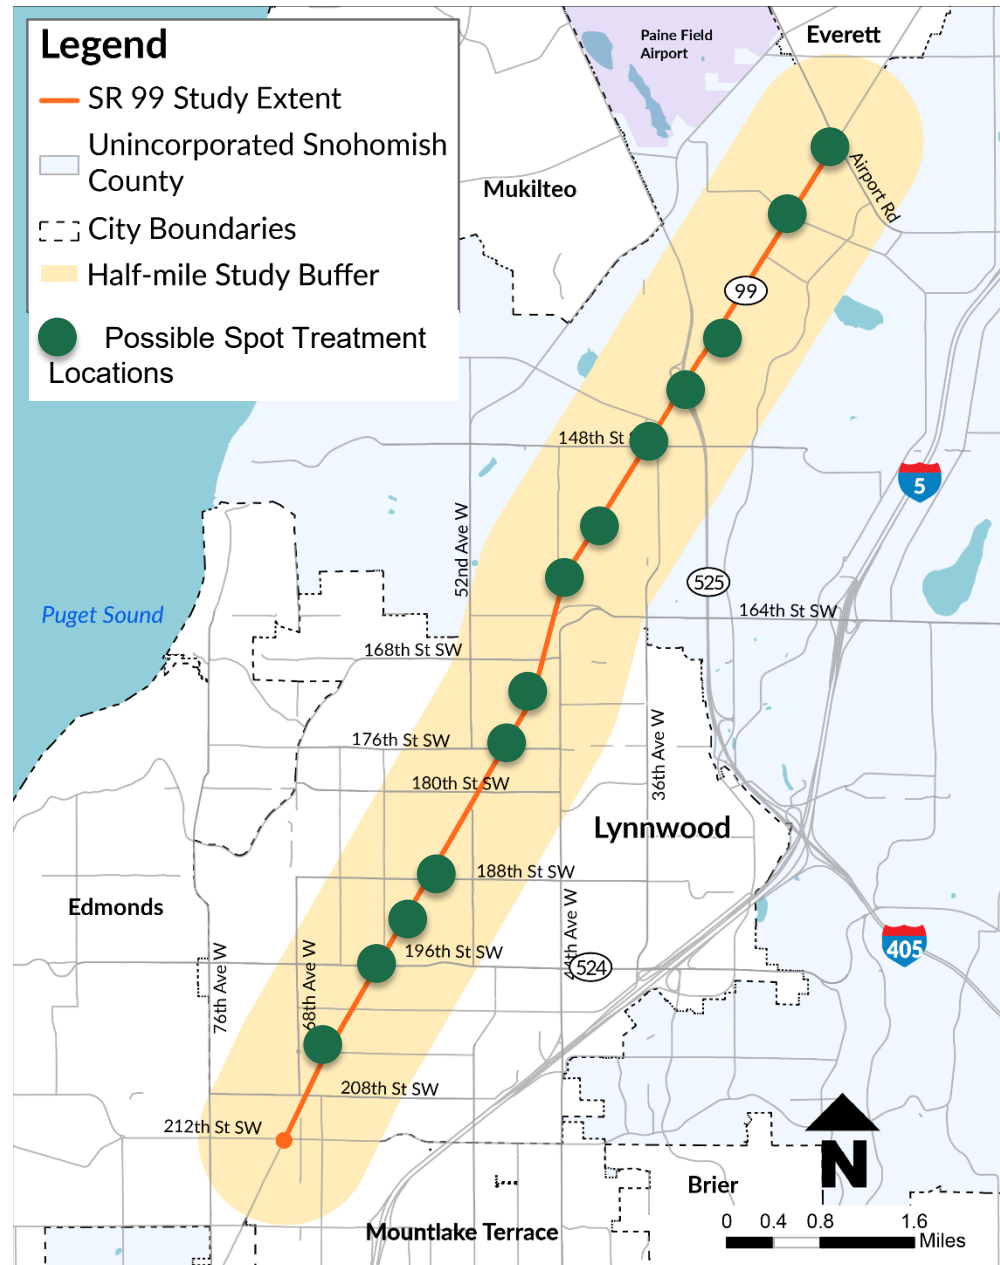 Legend
SR 99 Study Extent
Unincorporated Snohomish
County
City Boundaries
Half-mile Study Buffer
Possible Spot Treatment
Locations
Paine Field
Airport
Everett
Mukilteo
Airport Rd
99
148th St
5
52nd Ave W
525
Puget Sound
164th St SW
168th St SW
36th Ave W
176th St SW
180th St SW
Lynnwood
188th St SW
Edmonds
44th Ave W
196th St SW
524
405
76th Ave W
68th Ave W
208th St SW
212th St SW
N
Brier
Mountlake Terrace
0 0.4 0.8 1.6
Miles